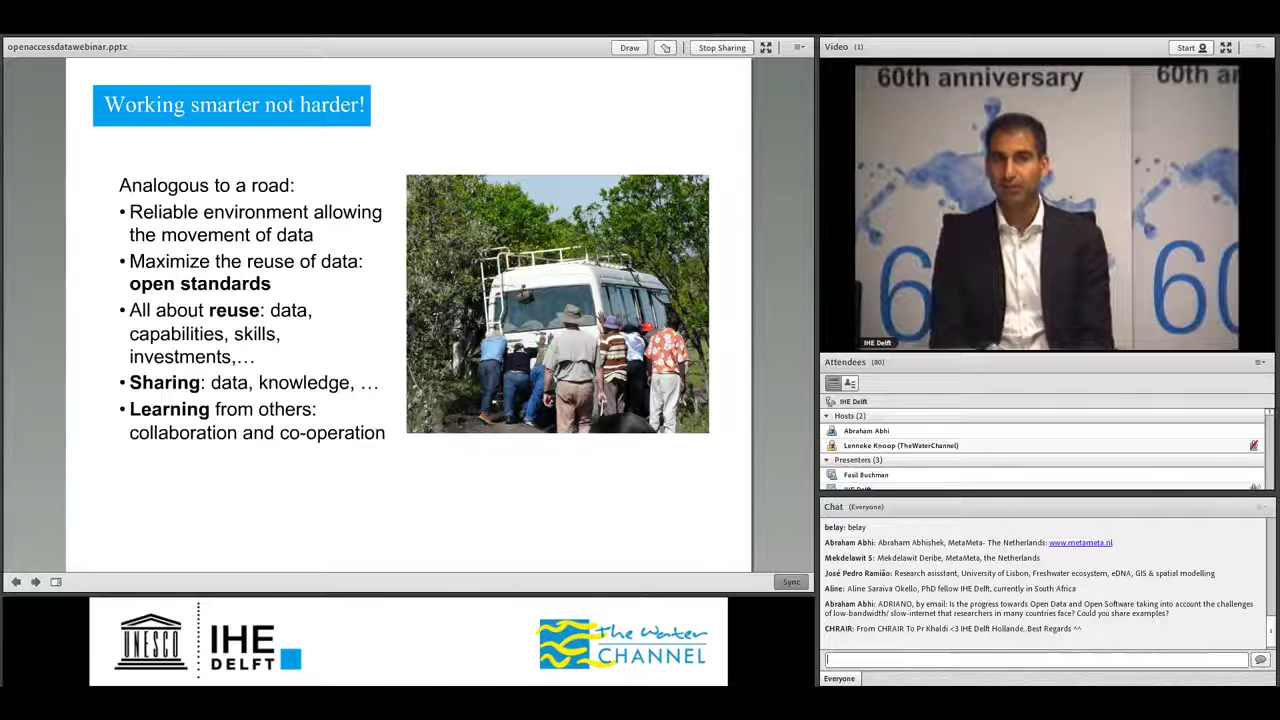 openaccessdatawebinar.pptx
Draw
Stop Sharing
Working smarter not harder!
Analogous to a road:
• Reliable environment allowing
the movement of data
• Maximize the reuse of data:
open standards
• All about reuse: data,
capabilities, skills,
investments,…
• Sharing: data, knowledge, …
• Learning from others:
collaboration and co-operation
Sync
UNESCO
IHE
DELFT
The Water
CHANNEL
Video (1)
Start
60th anniversary
60th an
60
60
IHE Delft
Attendees (80)
IHE Delft
Hosts (2)
Abraham Abhi
Lenneke Knoop (TheWaterChannel)
Presenters (3)
Fasil Buchman
IHE Delft
Chat (Everyone)
belay: belay
Abraham Abhi: Abraham Abhishek, MetaMeta- The Netherlands: www.metameta.nl
Mekdelawit 5: Mekdelawit Deribe, MetaMeta, the Netherlands
José Pedro Ramião: Research asisstant, University of Lisbon, Freshwater ecosystem, eDNA, GIS & spatial modelling
Aline: Aline Saraiva Okello, PhD fellow IHE Delft, currently in South Africa
Abraham Abhi: ADRIANO, by email: Is the progress towards Open Data and Open Software taking into account the challenges
of low-bandwidth/ slow-internet that researchers in many countries face? Could you share examples?
CHRAIR: From CHRAIR To Pr Khaldi <3 IHE Delft Hollande..Best Regards ^^
Everyone